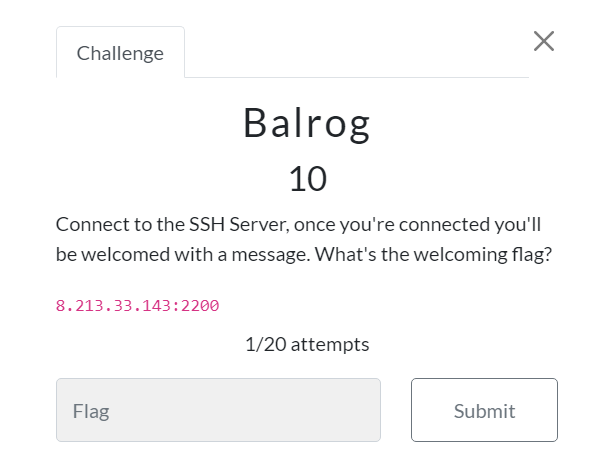 Challenge
Balrog
10
Connect to the SSH Server, once you're connected you'll
be welcomed with a message. What's the welcoming flag?
8.213.33.143:2200
1/20 attempts
Flag
Submit